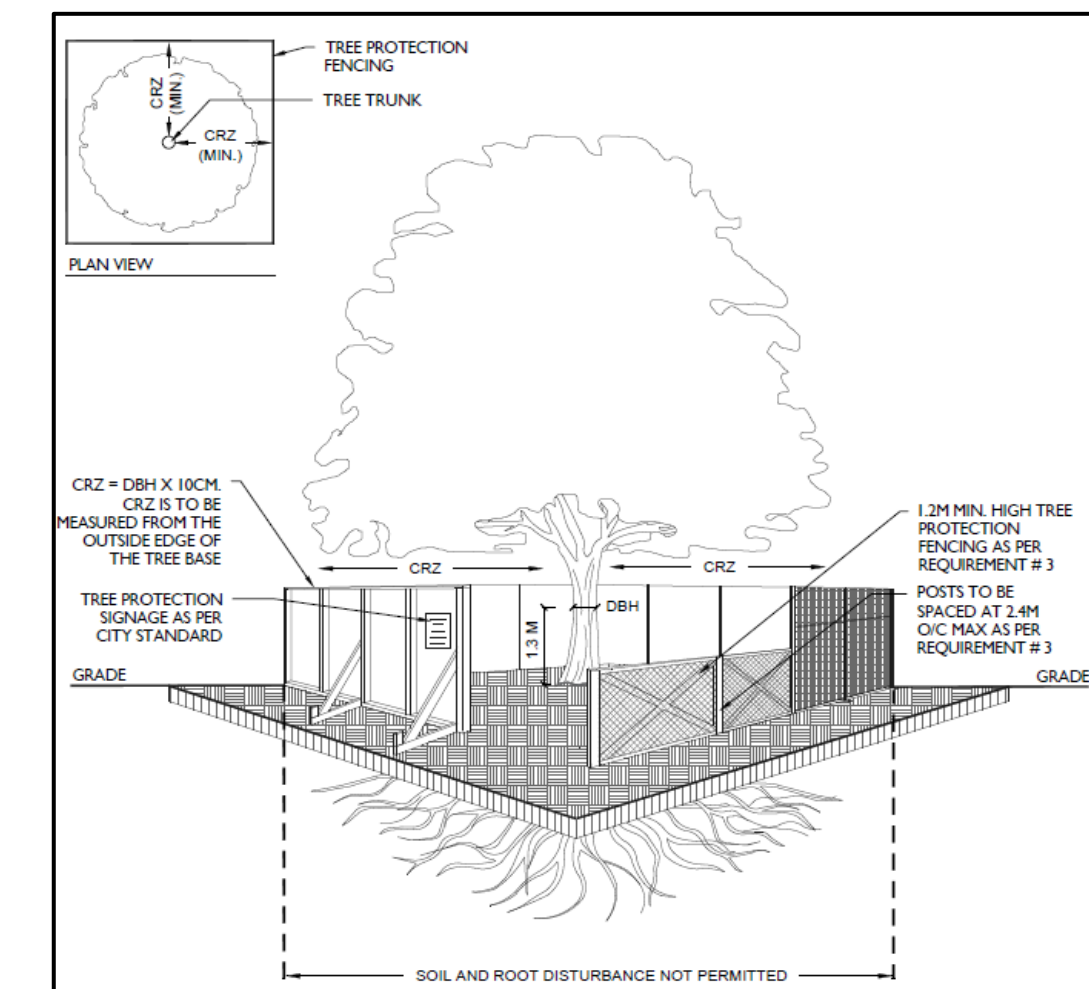 TREE PROTECTION
FENCING
TREE TRUNK
CRZ
(MIN.)
CRZ
(MIN.)
PLAN VIEW
CRZ = DBH X 10CM.
CRZ IS TO BE
MEASURED FROM THE
OUTSIDE EDGE OF
THE TREE BASE
TREE PROTECTION
SIGNAGE AS PER
CITY STANDARD
GRADE
CRZ
CRZ
DBH
1.3 M
1.2M MIN. HIGH TREE
PROTECTION
FENCING AS PER
REQUIREMENT # 3
POSTS TO BE
SPACED AT 2.4M
O/C MAX AS PER
REQUIREMENT # 3
GRADE
SOIL AND ROOT DISTURBANCE NOT PERMITTED